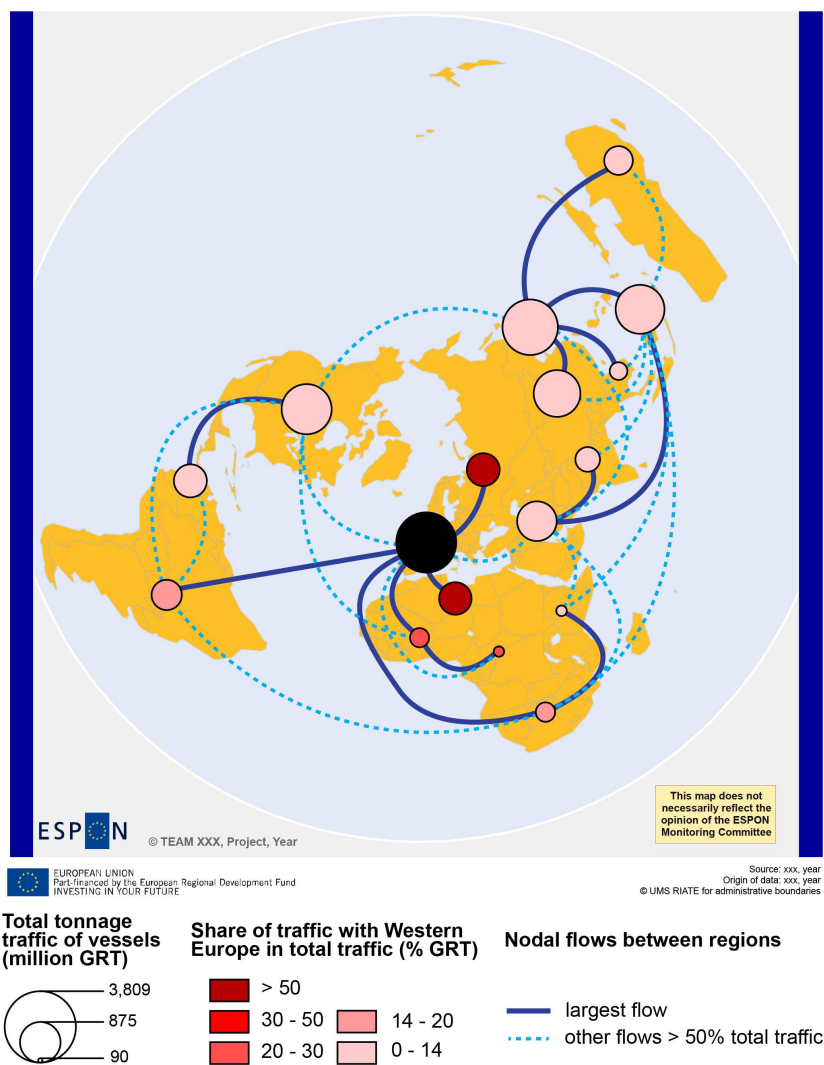 This map does not
necessarily reflect the
opinion of the ESPON
Monitoring Committee
ESPON
© TEAM XXX, Project, Year
EUROPEAN UNION
Part-financed by the European Regional Development Fund
INVESTING IN YOUR FUTURE
Source: xxx, year
Origin of data: xxx, year
© UMS RIATE for administrative boundaries
Total tonnage
traffic of vessels
(million GRT)
3,809
875
90
Share of traffic with Western
Europe in total traffic (% GRT)
> 50
30 - 50
14 - 20
20 - 30
0 - 14
Nodal flows between regions
largest flow
other flows > 50% total traffic